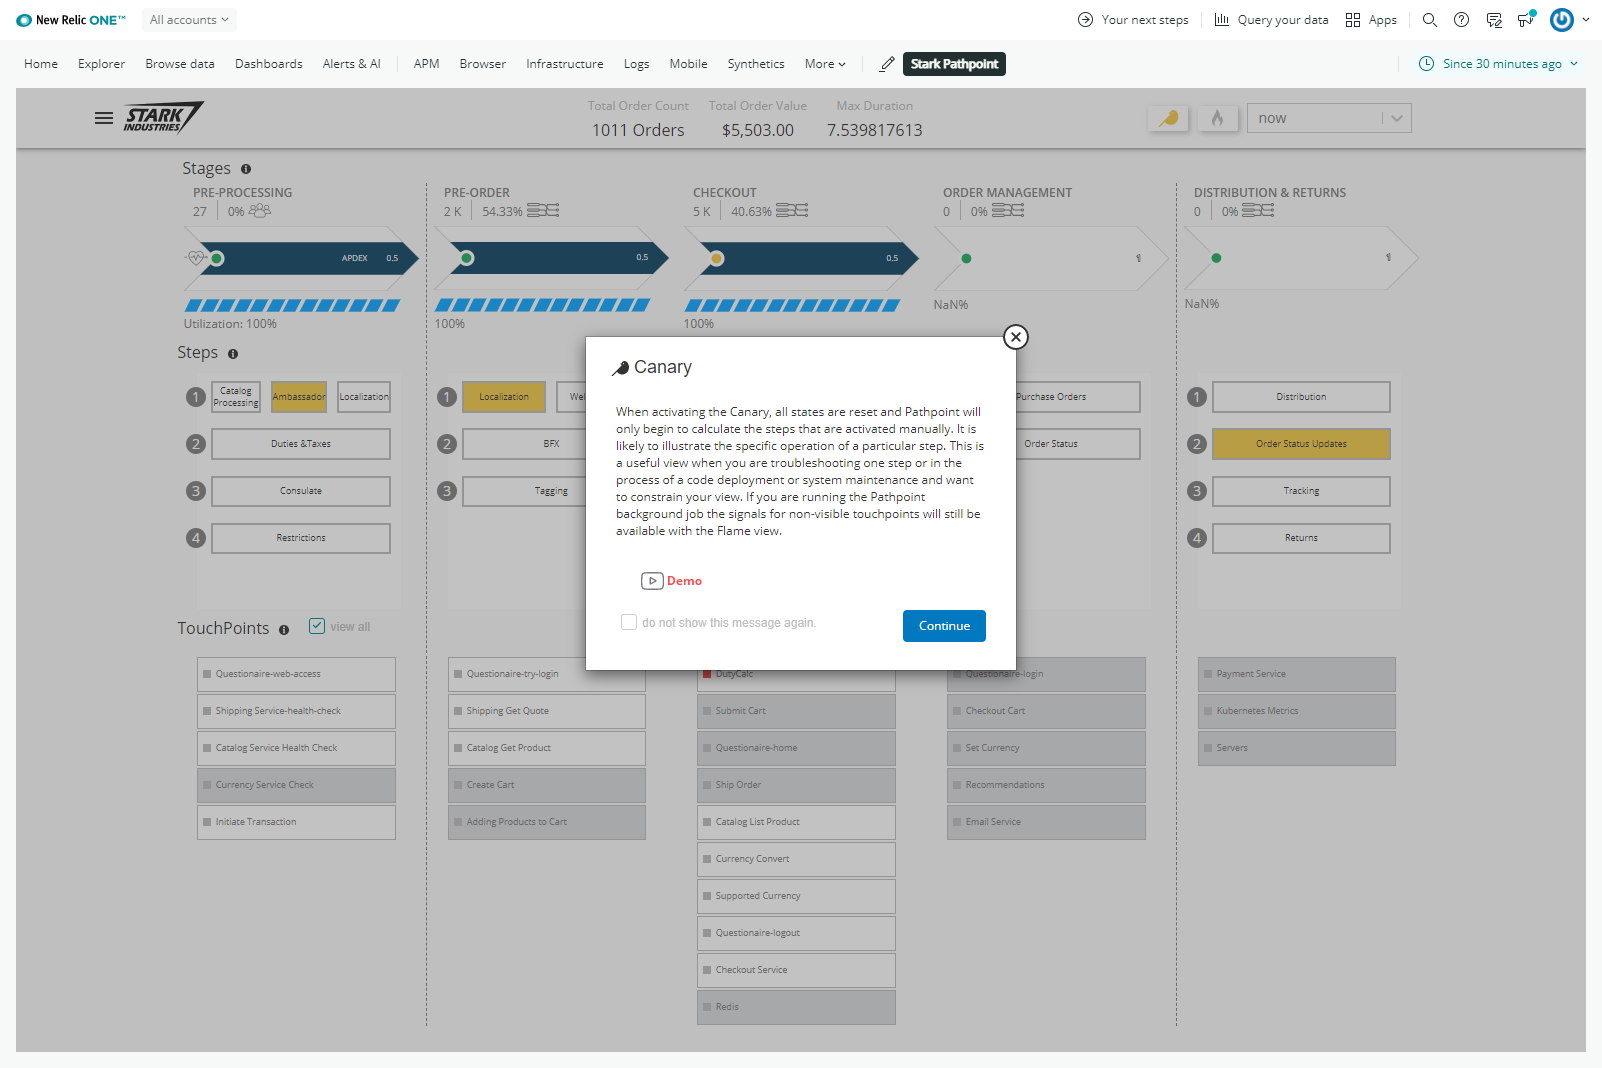 New Relic ONE™
All accounts
Your next steps
Query your data
Apps
Home
Explorer
Browse data
Dashboards
Alerts & AI
APM
Browser
Infrastructure
Logs
Mobile
Synthetics
More
Stark Pathpoint
Since 30 minutes ago
STARK
INDUSTRIES
Total Order Count
1011 Orders
Total Order Value
$5,503.00
Max Duration
7.539817613
now
Stages
PRE-PROCESSING
27
0%
APDEX 0.5
Utilization: 100%
PRE-ORDER
2 K
54.33%
0.5
100%
CHECKOUT
5 K
40.63%
0.5
100%
ORDER MANAGEMENT
0
0%
NaN%
DISTRIBUTION & RETURNS
0
0%
NaN%
Steps
1
Catalog
Processing
Ambassador
Localization
2
Duties &Taxes
3
Consulate
4
Restrictions
1
Localization
2
BFX
3
Tagging
Purchase Orders
Order Status
1
Distribution
2
Order Status Updates
3
Tracking
4
Returns
Canary
When activating the Canary, all states are reset and Pathpoint will
only begin to calculate the steps that are activated manually. It is
likely to illustrate the specific operation of a particular step. This is
a useful view when you are troubleshooting one step or in the
process of a code deployment or system maintenance and want
to constrain your view. If you are running the Pathpoint
background job the signals for non-visible touchpoints will still be
available with the Flame view.
Demo
do not show this message again.
Continue
TouchPoints
view all
Questionaire-web-access
Shipping Service-health-check
Catalog Service Health Check
Currency Service Check
Initiate Transaction
Questionaire-try-login
Shipping Get Quote
Catalog Get Product
Create Cart
Adding Products to Cart
DutyCalc
Submit Cart
Questionaire-home
Ship Order
Catalog List Product
Currency Convert
Supported Currency
Questionaire-logout
Checkout Service
Redis
Questionaire-login
Checkout Cart
Set Currency
Recommendations
Email Service
Payment Service
Kubernetes Metrics
Servers